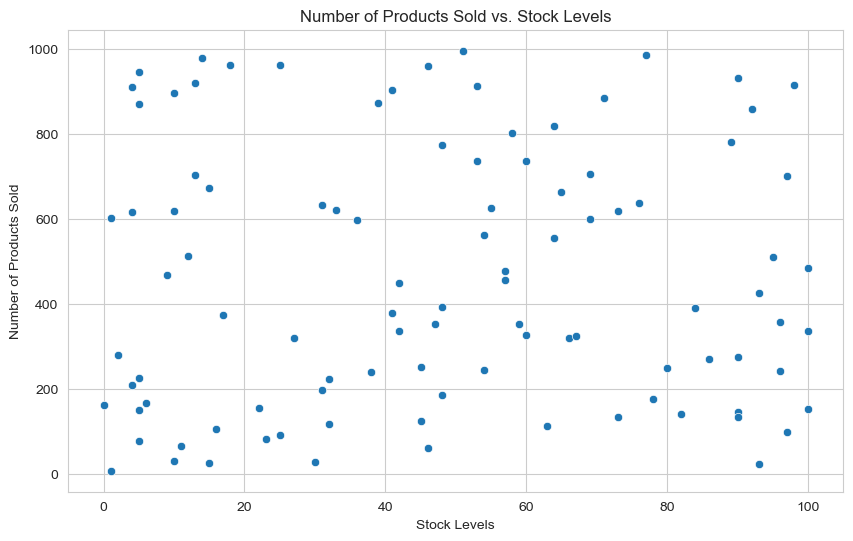 Number of Products Sold vs. Stock Levels
1000
800
600
400
200
0
Number of Products Sold
0 20 40 60 80 100
Stock Levels